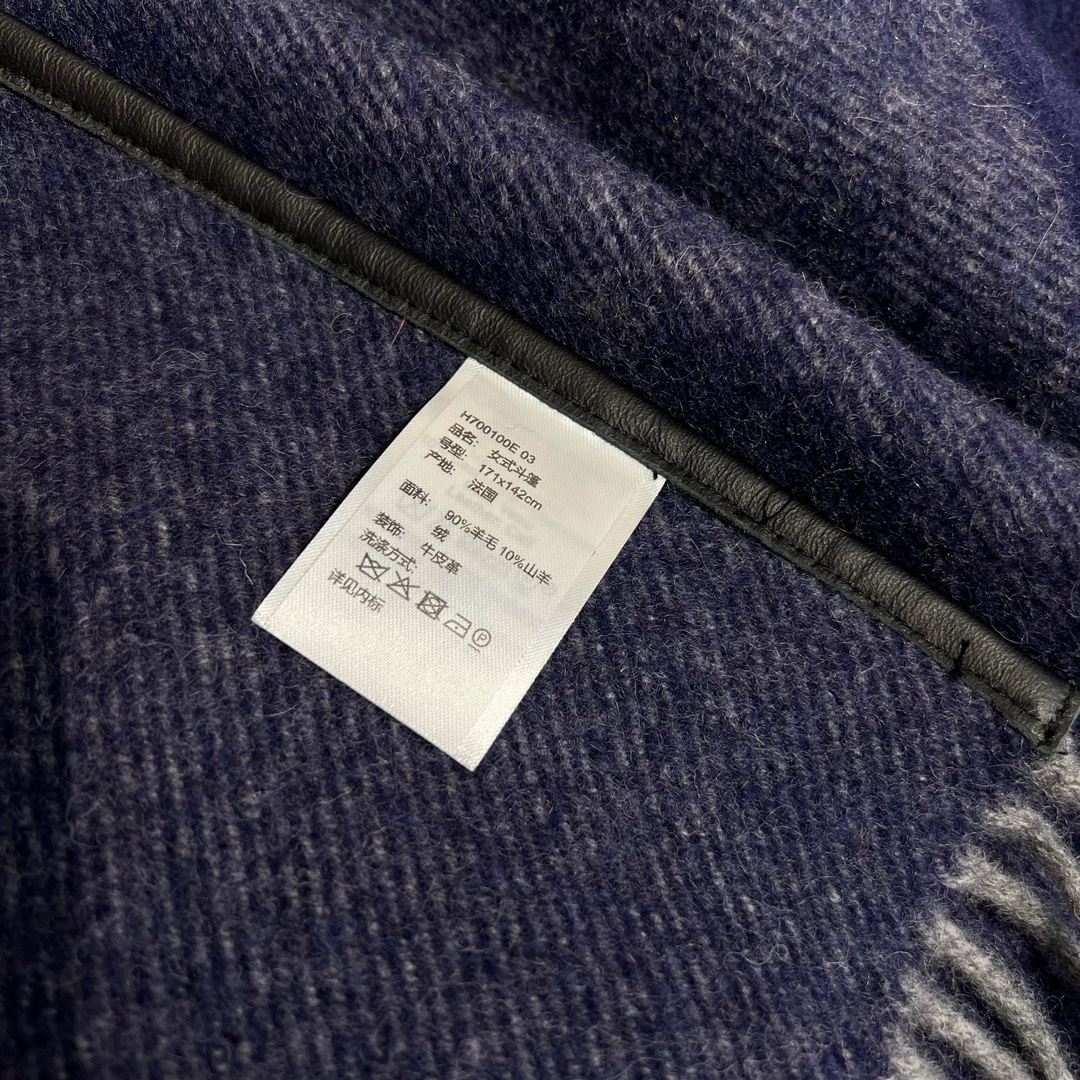 H700100E 03
品名: 女式斗篷
号型: 171x142cm
产地: 法国
面料: 90%羊毛 10%山羊
绒
装饰: 牛皮革
洗涤方式:
详见内标